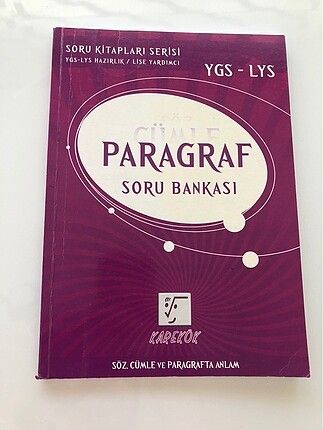 SORU KİTAPLARI SERİSİ
YGS-LYS HAZIRLIK / LİSE YARDIMCI
YGS - LYS
CÜMLE
PARAGRAF
SORU BANKASI
KAREKÖK
SÖZ, CÜMLE VE PARAGRAFTA ANLAM